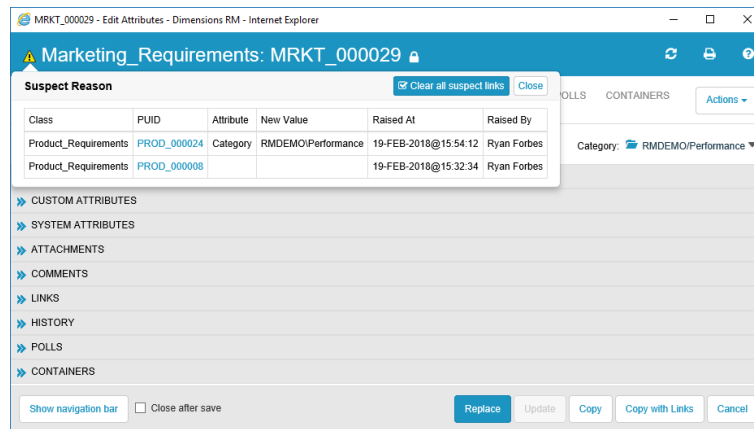 MRKT_000029 - Edit Attributes - Dimensions RM - Internet Explorer
Marketing_Requirements: MRKT_000029
Suspect Reason
Clear all suspect links
Close
Class PUID Attribute New Value Raised At Raised By
Product_Requirements PROD_000024 Category RMDEMO\Performance 19-FEB-2018@15:54:12 Ryan Forbes
Product_Requirements PROD_000008 19-FEB-2018@15:32:34 Ryan Forbes
OLLS CONTAINERS Actions
Category: RMDEMO/Performance
CUSTOM ATTRIBUTES
SYSTEM ATTRIBUTES
ATTACHMENTS
COMMENTS
LINKS
HISTORY
POLLS
CONTAINERS
Show navigation bar Close after save Replace Update Copy Copy with Links Cancel